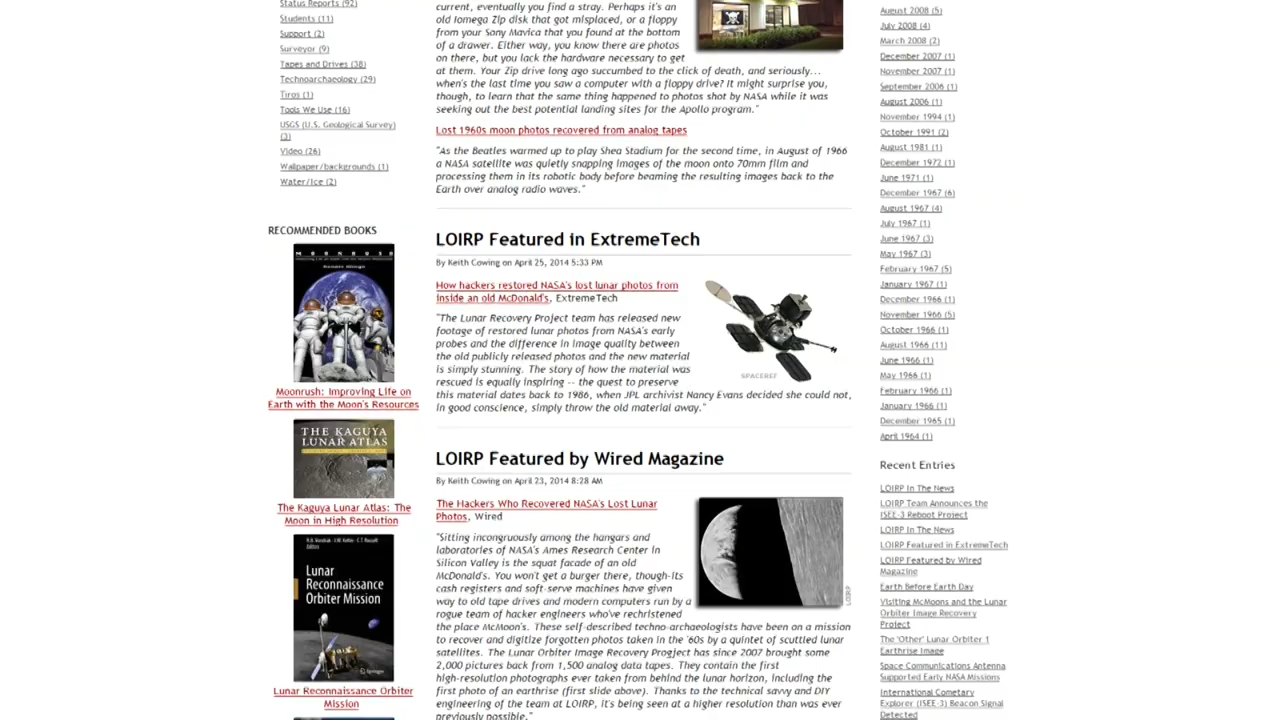 Status Reports (92)
Students (11)
Support (2)
Surveyor (9)
Tapes and Drives (38)
Technoarchaeology (29)
Tiros (1)
Tools We Use (16)
USGS (U.S. Geological Survey)
(3)
Video (26)
Wallpaper/backgrounds (1)
Water/Ice (2)
RECOMMENDED BOOKS
MOONRUSH
Moonrush: Improving Life on
Earth with the Moon's Resources
THE KAGUYA
LUNAR ATLAS
The Kaguya Lunar Atlas: The
Moon in High Resolution
Editors
Lunar
Reconnaissance
Orbiter Mission
Springer
Lunar Reconnaissance Orbiter
Mission
current, eventually you find a stray. Perhaps it's an
old Iomega Zip disk that got misplaced, or a floppy
from your Sony Mavica that you found at the bottom
of a drawer. Either way, you know there are photos
on there, but you lack the hardware necessary to get
at them. Your Zip drive long ago succumbed to the click of death, and seriously...
when's the last time you saw a computer with a floppy drive? It might surprise you,
though, to learn that the same thing happened to photos shot by NASA while it was
seeking out the best potential landing sites for the Apollo program."
Lost 1960s moon photos recovered from analog tapes
"As the Beatles warmed up to play Shea Stadium for the second time, in August of 1966
a NASA satellite was quietly snapping images of the moon onto 70mm film and
processing them in its robotic body before beaming the resulting images back to the
Earth over analog radio waves."
LOIRP Featured in ExtremeTech
By Keith Cowing on April 25, 2014 5:33 PM
How hackers restored NASA's lost lunar photos from
inside an old McDonald's, ExtremeTech
"The Lunar Recovery Project team has released new
footage of restored lunar photos from NASA's early
probes and the difference in image quality between
the old publicly released photos and the new material
is simply stunning. The story of how the material was
rescued is equally inspiring -- the quest to preserve
this material dates back to 1986, when JPL archivist Nancy Evans decided she could not,
in good conscience, simply throw the old material away."
SPACEREF
LOIRP Featured by Wired Magazine
By Keith Cowing on April 23, 2014 8:28 AM
The Hackers Who Recovered NASA's Lost Lunar
Photos, Wired
"Sitting incongruously among the hangars and
laboratories of NASA's Ames Research Center in
Silicon Valley is the squat facade of an old
McDonald's. You won't get a burger there, though-its
cash registers and soft-serve machines have given
way to old tape drives and modern computers run by a
rogue team of hacker engineers who've rechristened
the place McMoon's. These self-described techno-archaeologists have been on a mission
to recover and digitize forgotten photos taken in the '60s by a quintet of scuttled lunar
satellites. The Lunar Orbiter Image Recovery Progject has since 2007 brought some
2,000 pictures back from 1,500 analog data tapes. They contain the first
high-resolution photographs ever taken from behind the lunar horizon, including the
first photo of an earthrise (first slide above). Thanks to the technical savvy and DIY
engineering of the team at LOIRP, it's being seen at a higher resolution than was ever
previously possible."
LOIRP
August 2008 (5)
July 2008 (4)
March 2008 (2)
December 2007 (1)
November 2007 (1)
September 2006 (1)
August 2006 (1)
November 1994 (1)
October 1991 (2)
August 1981 (1)
December 1972 (1)
June 1971 (1)
December 1967 (6)
August 1967 (4)
July 1967 (1)
June 1967 (3)
May 1967 (3)
February 1967 (5)
January 1967 (1)
December 1966 (1)
November 1966 (5)
October 1966 (1)
August 1966 (11)
June 1966 (1)
May 1966 (1)
February 1966 (1)
January 1966 (1)
December 1965 (1)
April 1964 (1)
Recent Entries
LOIRP In The News
LOIRP Team Announces the
ISEE-3 Reboot Project
LOIRP In The News
LOIRP Featured in ExtremeTech
LOIRP Featured by Wired
Magazine
Earth Before Earth Day
Visiting McMoons and the Lunar
Orbiter Image Recovery
Project
The 'Other' Lunar Orbiter 1
Earthrise Image
Space Communications Antenna
Supported Early NASA Missions
International Cometary
Explorer (ISEE-3) Beacon Signal
Detected